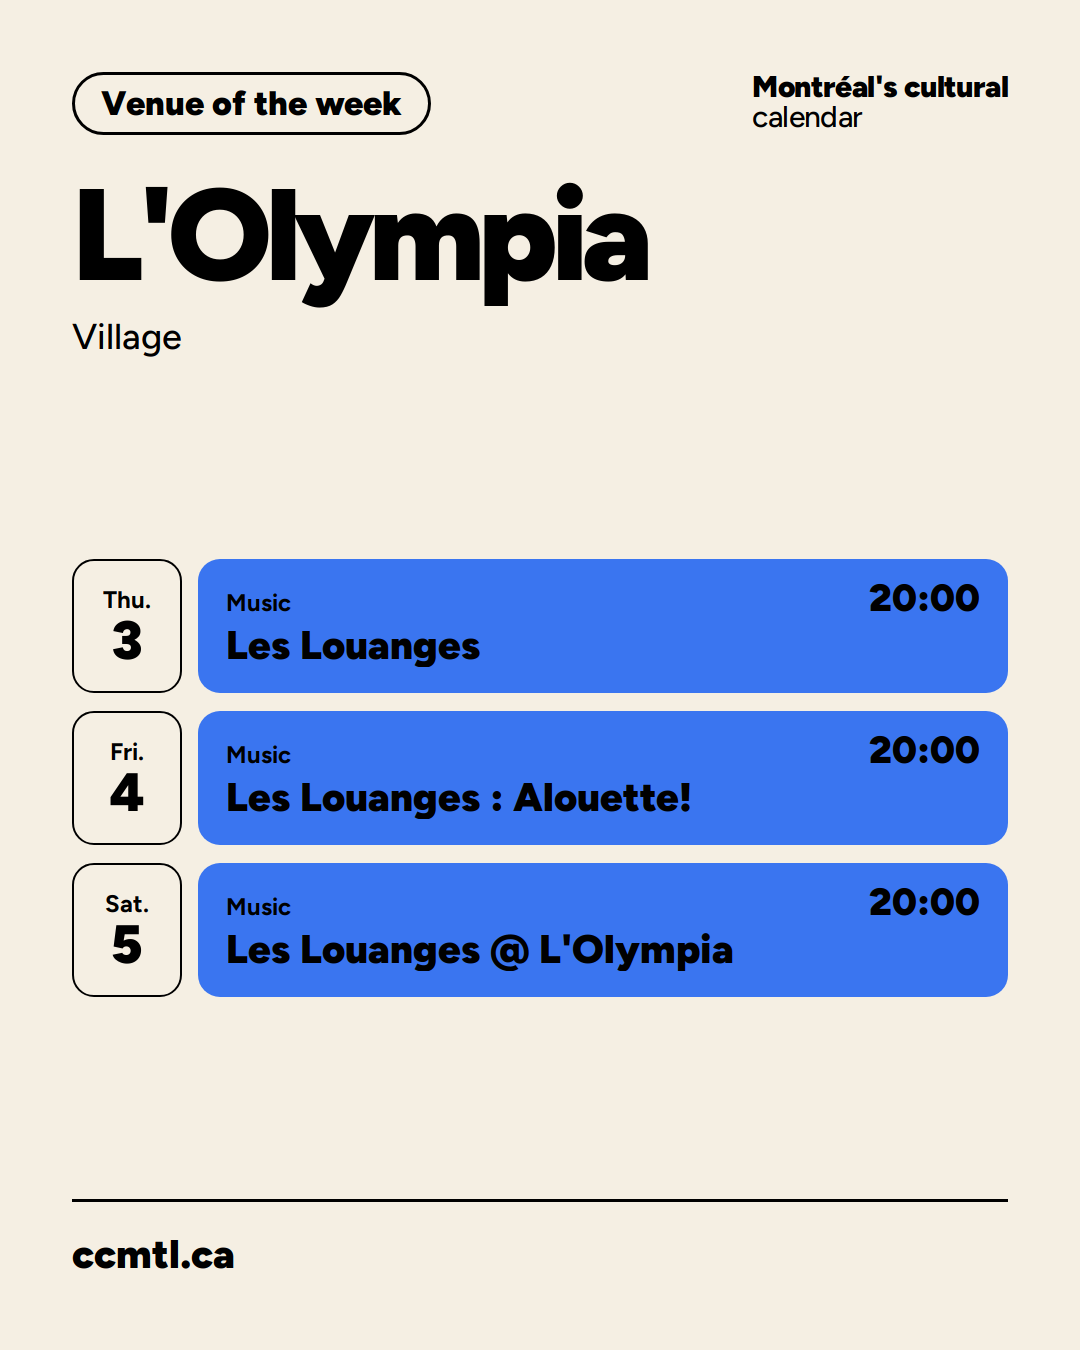 Venue of the week
Montréal's cultural
calendar
L'Olympia
Village
Thu.
3
Music
20:00
Les Louanges
Fri.
4
Music
20:00
Les Louanges : Alouette!
Sat.
5
Music
20:00
Les Louanges @ L'Olympia
ccmtl.ca